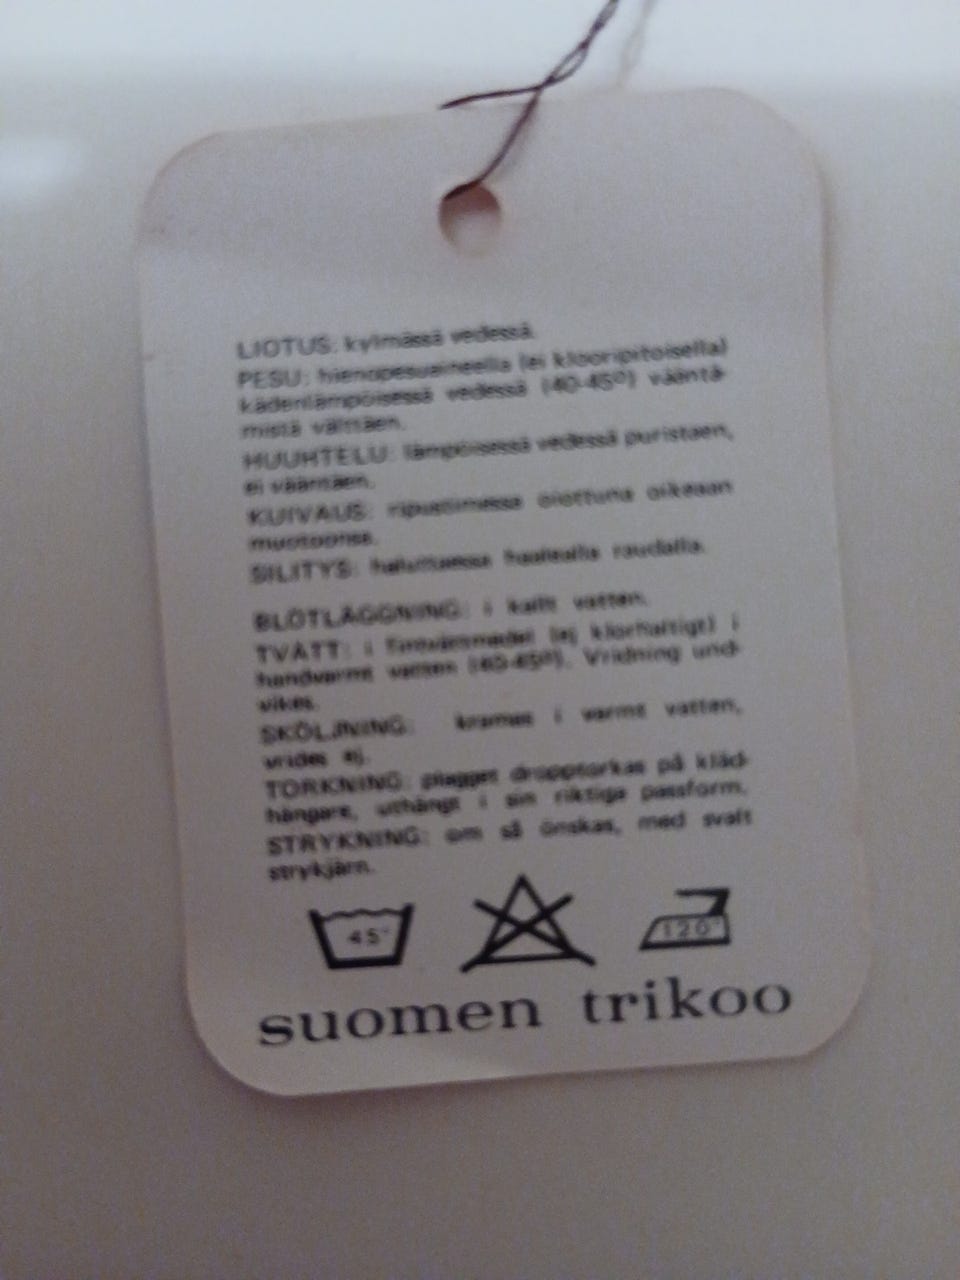 LIOTUS: kylmässä vedessä.
PESU: hienopesuaineella (ei klooripitoisella)
kädenlämpöisessä vedessä (40-45º) vääntä-
mistä välttäen.
HUUHTELU: lämpöisessä vedessä puristaen,
ei vääntäen.
KUIVAUS: ripustimessa oiottuna oikeaan
muotoonsa.
SILITYS: haluttaessa haalealla raudalla.
BLÖTLÄGGNING: i kallt vatten.
TVÄTT: i fintvättmedel (ej klorhaltigt) i
handvarmt vatten (40-45º). Vridning und-
vikes.
SKÖLJNING: kramas i varmt vatten,
vrides ej.
TORKNING: plagget dropptorkas på kläd-
hängare, uthängt i sin riktiga passform.
STRYKNING: om så önskas, med svalt
strykjärn.
45° 120°
suomen trikoo